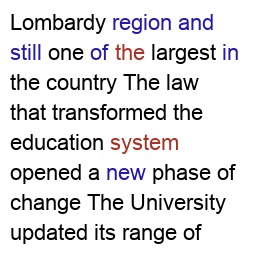 Lombardy region and
still one of the largest in
the country The law
that transformed the
education system
opened a new phase of
change The University
updated its range of